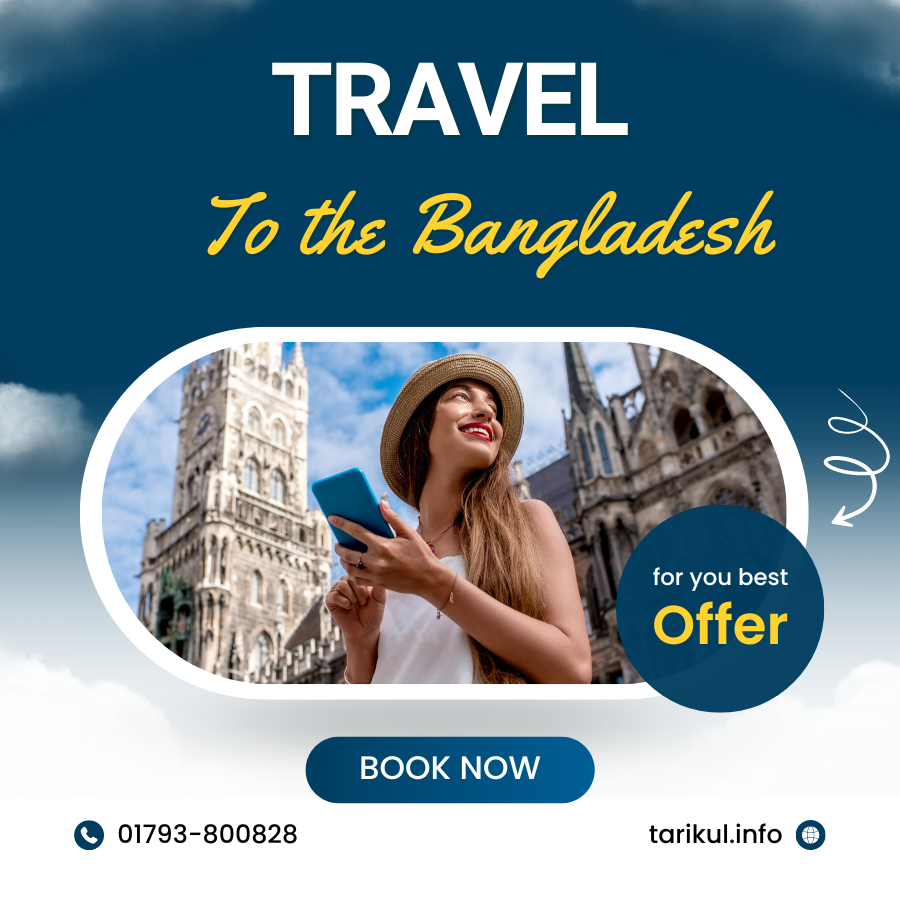 TRAVEL
To the Bangladesh
for you best
Offer
BOOK NOW
01793-800828
tarikul.info